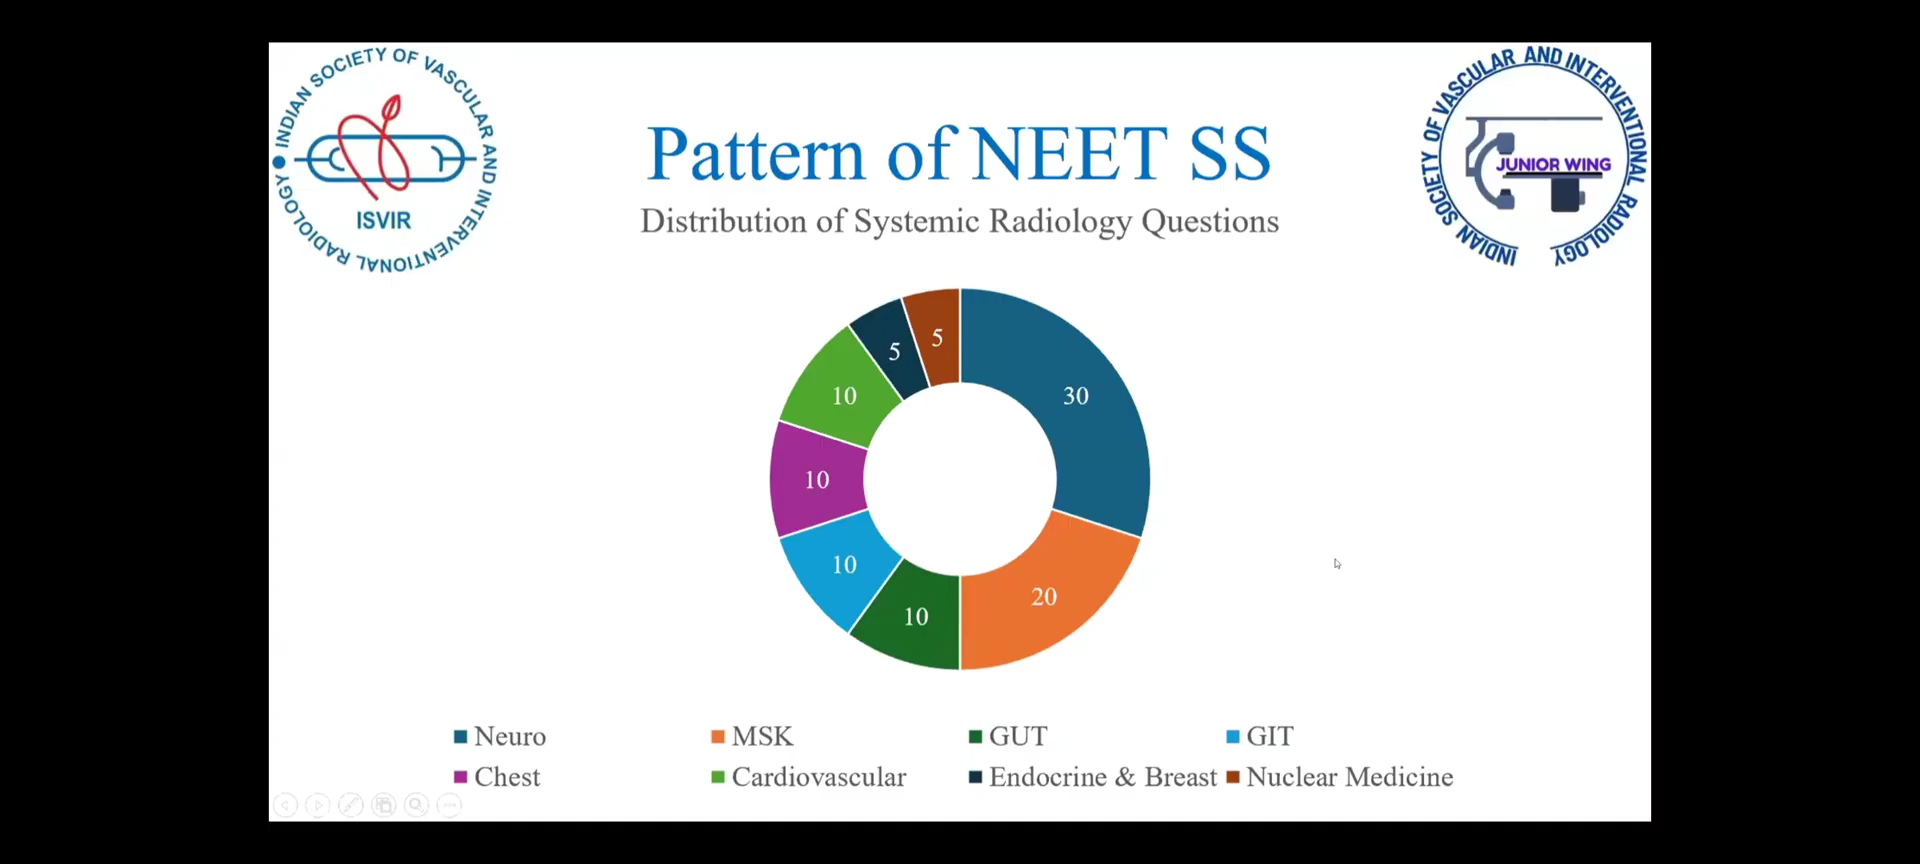 INDIAN SOCIETY OF VASCULAR AND INTERVENTIONAL RADIOLOGY
ISVIR
Pattern of NEET SS
Distribution of Systemic Radiology Questions
INDIAN SOCIETY OF VASCULAR AND INTERVENTIONAL RADIOLOGY
JUNIOR WING
5
5
30
10
10
10
20
10
Neuro
MSK
GUT
GIT
Chest
Cardiovascular
Endocrine & Breast
Nuclear Medicine